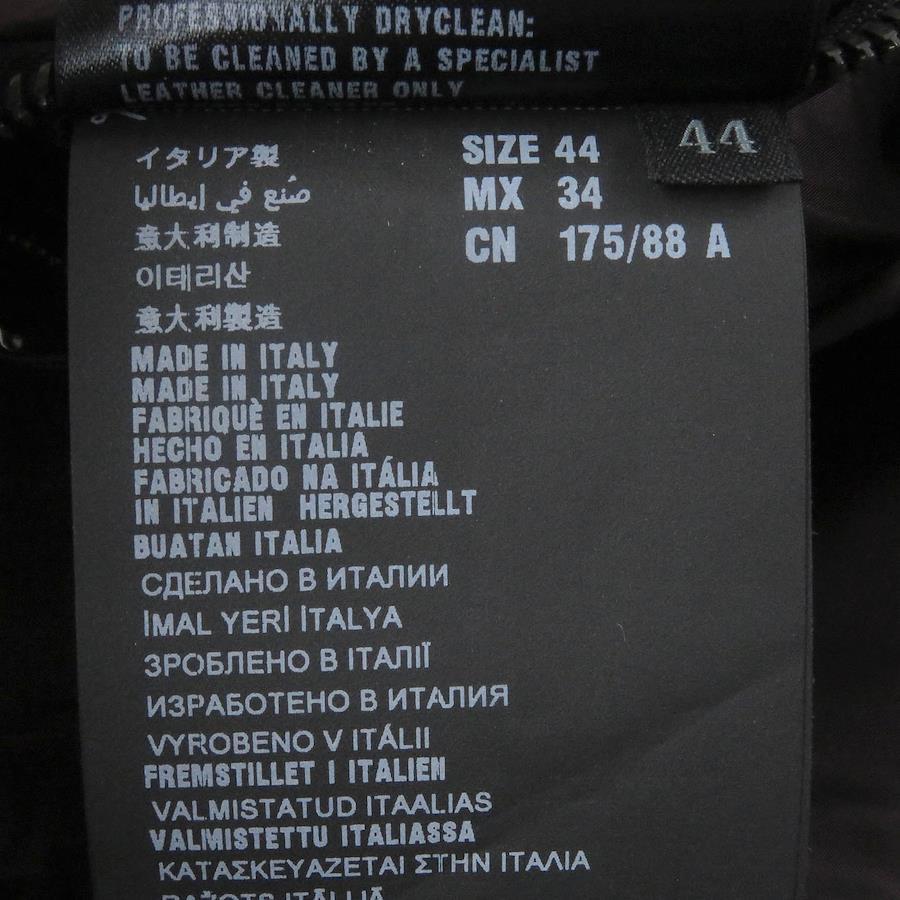 PROFESSIONALLY DRYCLEAN:
TO BE CLEANED BY A SPECIALIST
LEATHER CLEANER ONLY
44
SIZE 44
MX 34
CN 175/88 A
イタリア製
صُنع في إيطاليا
意大利制造
이태리산
意大利製造
MADE IN ITALY
MADE IN ITALY
FABRIQUÈ EN ITALIE
HECHO EN ITALIA
FABRICADO NA ITÁLIA
IN ITALIEN HERGESTELLT
BUATAN ITALIA
СДЕЛАНО В ИТАЛИИ
İMAL YERİ İTALYA
ЗРОБЛЕНО В ІТАЛІЇ
ИЗРАБОТЕНО В ИТАЛИЯ
VYROBENO V ITÁLII
FREMSTILLET I ITALIEN
VALMISTATUD ITAALIAS
VALMISTETTU ITALIASSA
ΚΑΤΑΣΚΕΥΑΖΕΤΑΙ ΣΤΗΝ ΙΤΑΛΙΑ
RAŽOTS ITĀLIJĀ